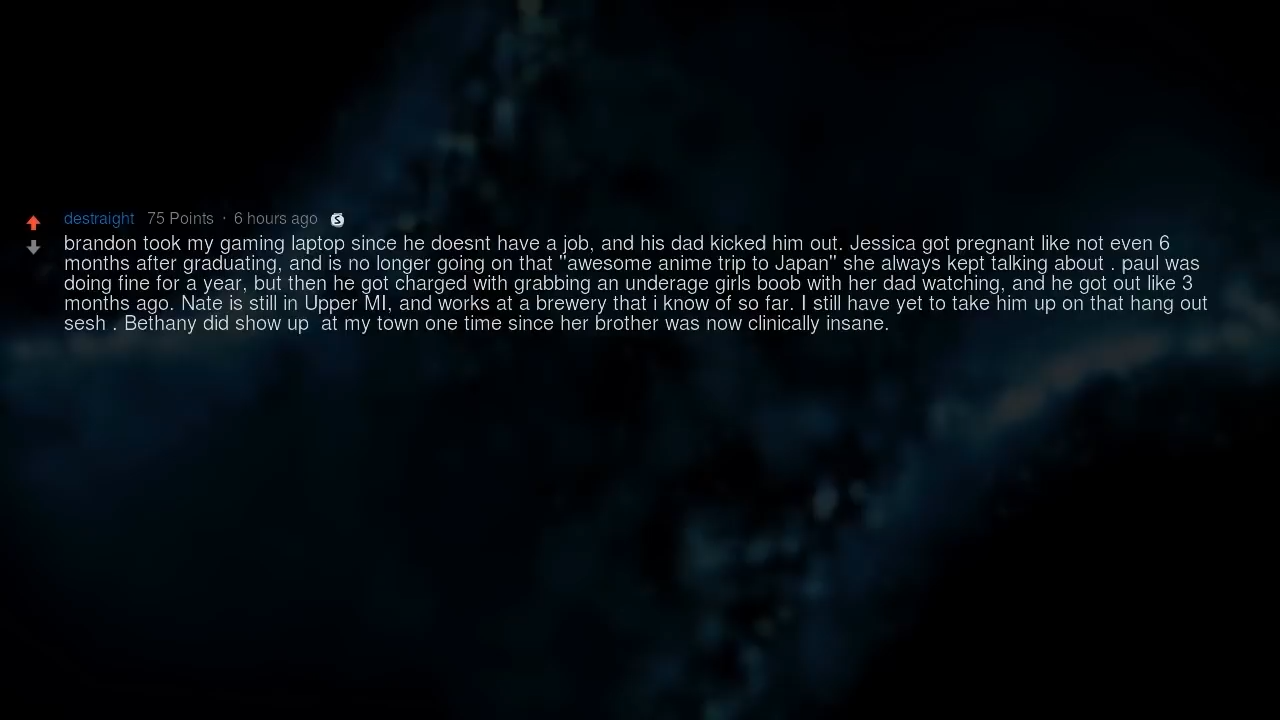 destraight 75 Points · 6 hours ago
brandon took my gaming laptop since he doesnt have a job, and his dad kicked him out. Jessica got pregnant like not even 6
months after graduating, and is no longer going on that "awesome anime trip to Japan" she always kept talking about . paul was
doing fine for a year, but then he got charged with grabbing an underage girls boob with her dad watching, and he got out like 3
months ago. Nate is still in Upper MI, and works at a brewery that i know of so far. I still have yet to take him up on that hang out
sesh . Bethany did show up  at my town one time since her brother was now clinically insane.